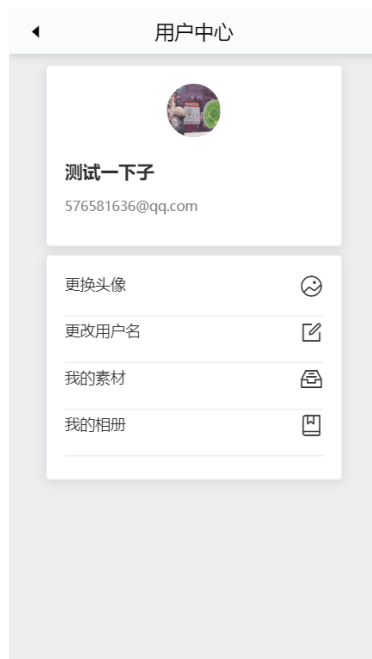 用户中心
测试一下子
576581636@qq.com
更换头像
更改用户名
我的素材
我的相册